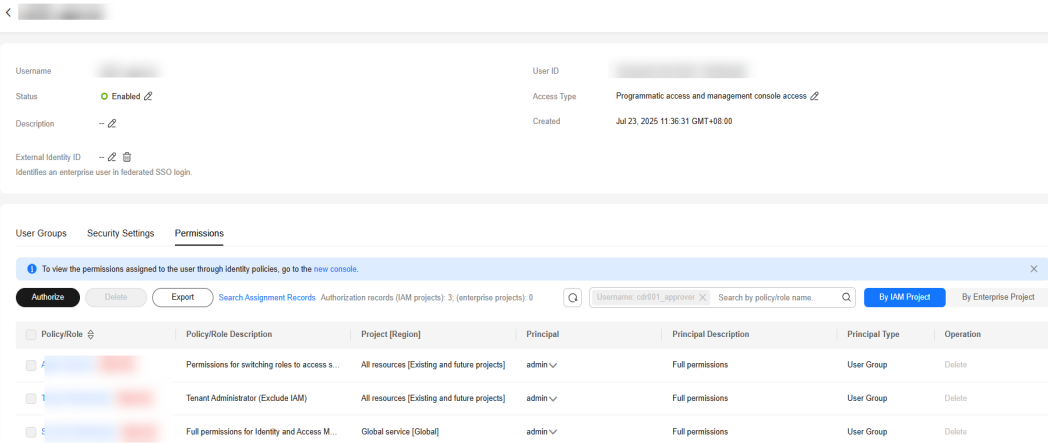 Username
User ID
Status Enabled
Access Type Programmatic access and management console access
Description --
Created Jul 23, 2025 11:36:31 GMT+08:00
External Identity ID --
Identifies an enterprise user in federated SSO login.
User Groups Security Settings Permissions
To view the permissions assigned to the user through identity policies, go to the new console.
Authorize Delete Export Search Assignment Records Authorization records (IAM projects): 3; (enterprise projects): 0 Username: Search by policy/role name. By IAM Project By Enterprise Project
Policy/Role Policy/Role Description Project [Region] Principal Principal Description Principal Type Operation
A Permissions for switching roles to access s... All resources [Existing and future projects] admin Full permissions User Group Delete
T Tenant Administrator (Exclude IAM) All resources [Existing and future projects] admin Full permissions User Group Delete
S Full permissions for Identity and Access M... Global service [Global] admin Full permissions User Group Delete